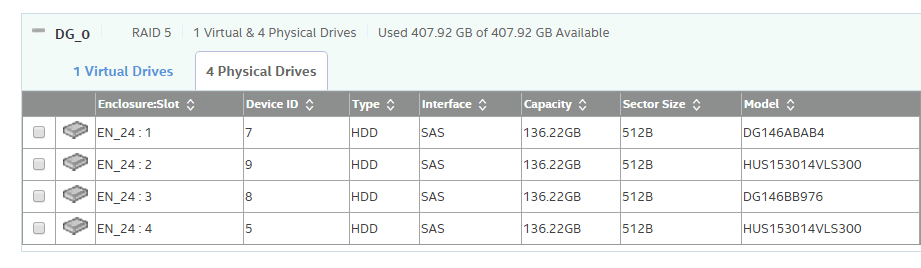 DG_0 RAID 5 1 Virtual & 4 Physical Drives Used 407.92 GB of 407.92 GB Available
1 Virtual Drives 4 Physical Drives
Enclosure:Slot Device ID Type Interface Capacity Sector Size Model
EN_24 : 1 7 HDD SAS 136.22GB 512B DG146ABAB4
EN_24 : 2 9 HDD SAS 136.22GB 512B HUS153014VLS300
EN_24 : 3 8 HDD SAS 136.22GB 512B DG146BB976
EN_24 : 4 5 HDD SAS 136.22GB 512B HUS153014VLS300